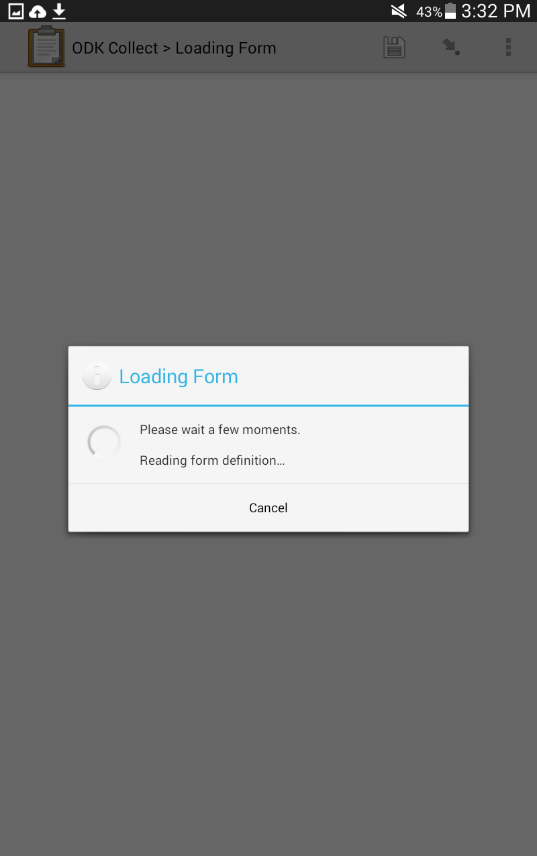 43% 3:32 PM
ODK Collect > Loading Form
Loading Form
Please wait a few moments.
Reading form definition...
Cancel